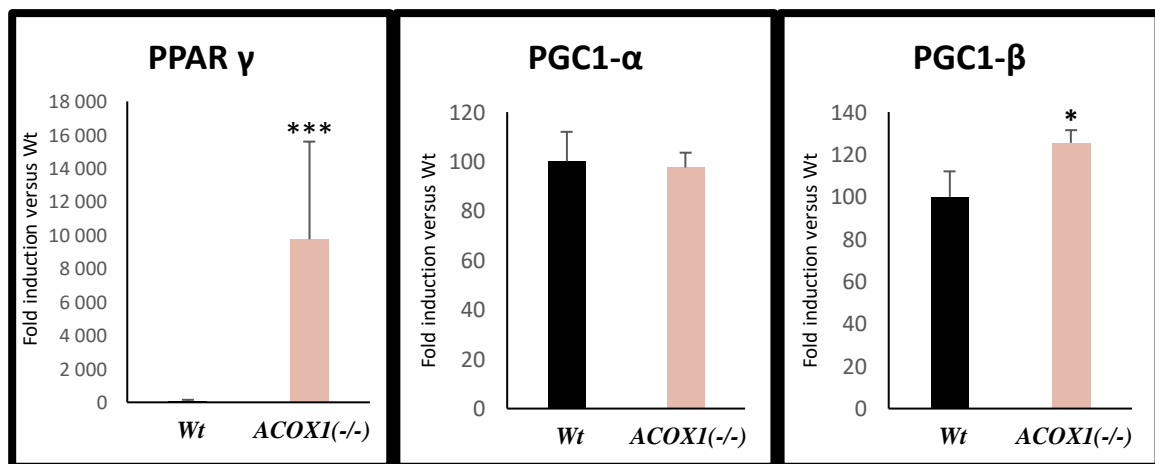 PPAR γ
Fold induction versus Wt
18 000
16 000
14 000
12 000
10 000
8 000
6 000
4 000
2 000
0
***
Wt
ACOX1(-/-)
PGC1-α
Fold induction versus Wt
120
100
80
60
40
20
0
Wt
ACOX1(-/-)
PGC1-β
Fold induction versus Wt
140
120
100
80
60
40
20
0
*
Wt
ACOX1(-/-)